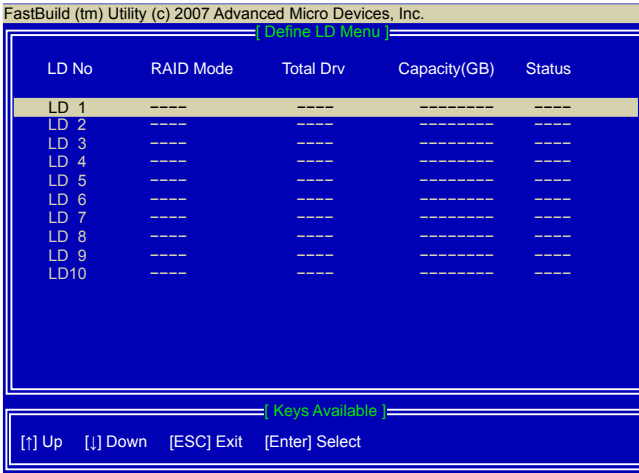 FastBuild (tm) Utility (c) 2007 Advanced Micro Devices, Inc.
[ Define LD Menu ]
LD No RAID Mode Total Drv Capacity(GB) Status
LD 1 ---- ---- -------- ----
LD 2 ---- ---- -------- ----
LD 3 ---- ---- -------- ----
LD 4 ---- ---- -------- ----
LD 5 ---- ---- -------- ----
LD 6 ---- ---- -------- ----
LD 7 ---- ---- -------- ----
LD 8 ---- ---- -------- ----
LD 9 ---- ---- -------- ----
LD10 ---- ---- -------- ----
[ Keys Available ]
[↑] Up [↓] Down [ESC] Exit [Enter] Select